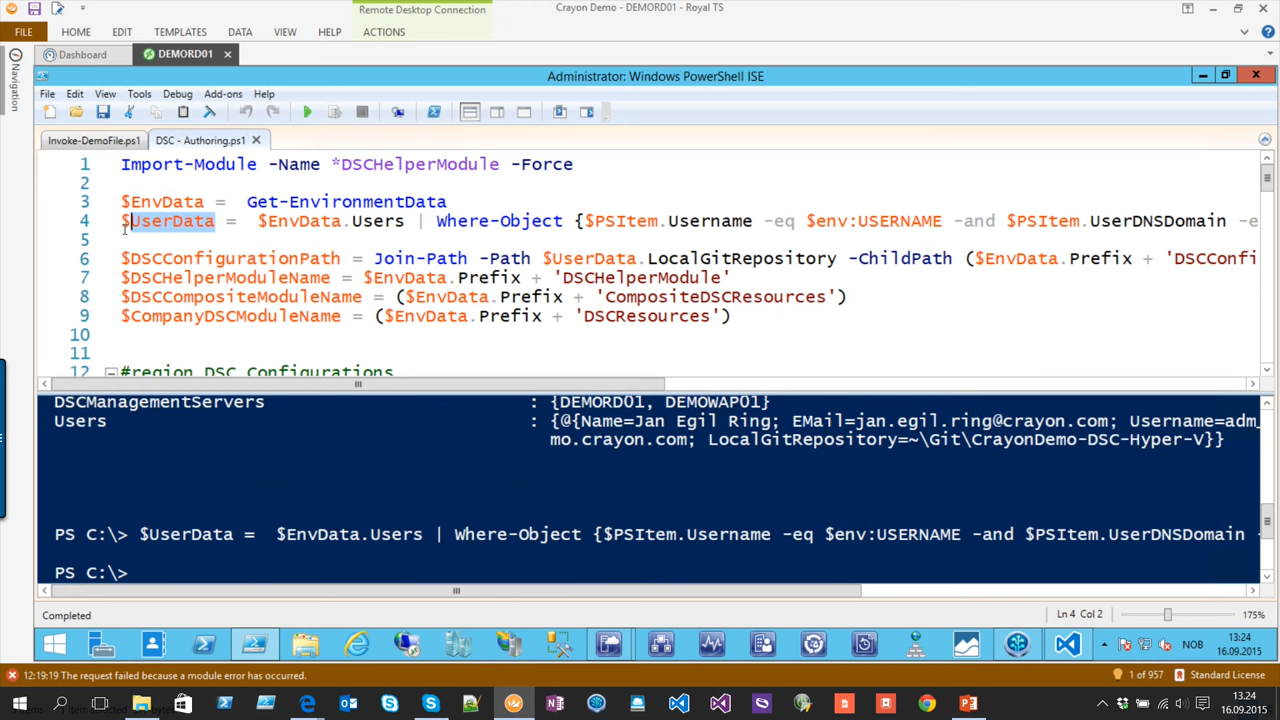 Remote Desktop Connection
Crayon Demo - DEMORD01 - Royal TS
FILE HOME EDIT TEMPLATES DATA VIEW HELP ACTIONS
Navigation
Dashboard DEMORD01
Administrator: Windows PowerShell ISE
File Edit View Tools Debug Add-ons Help
Invoke-DemoFile.ps1 DSC - Authoring.ps1
1 Import-Module -Name *DSCHelperModule -Force
2
3 $EnvData = Get-EnvironmentData
4 $UserData = $EnvData.Users | Where-Object {$PSItem.Username -eq $env:USERNAME -and $PSItem.UserDNSDomain -e
5
6 $DSCConfigurationPath = Join-Path -Path $UserData.LocalGitRepository -ChildPath ($EnvData.Prefix + 'DSCConfi
7 $DSCHelperModuleName = $EnvData.Prefix + 'DSCHelperModule'
8 $DSCCompositeModuleName = ($EnvData.Prefix + 'CompositeDSCResources')
9 $CompanyDSCModuleName = ($EnvData.Prefix + 'DSCResources')
10
11
12 #region DSC Configurations
DSCManagementServers : {DEMORD01, DEMOWAP01}
Users : {@{Name=Jan Egil Ring; EMail=jan.egil.ring@crayon.com; Username=adm_
mo.crayon.com; LocalGitRepository=~\Git\CrayonDemo-DSC-Hyper-V}}
PS C:\> $UserData = $EnvData.Users | Where-Object {$PSItem.Username -eq $env:USERNAME -and $PSItem.UserDNSDomain -
PS C:\>
Completed
Ln 4 Col 2
175%
NOB
13:24
16.09.2015
12:19:19 The request failed because a module error has occurred.
1 of 957
Standard License
13.24
16.09.2015